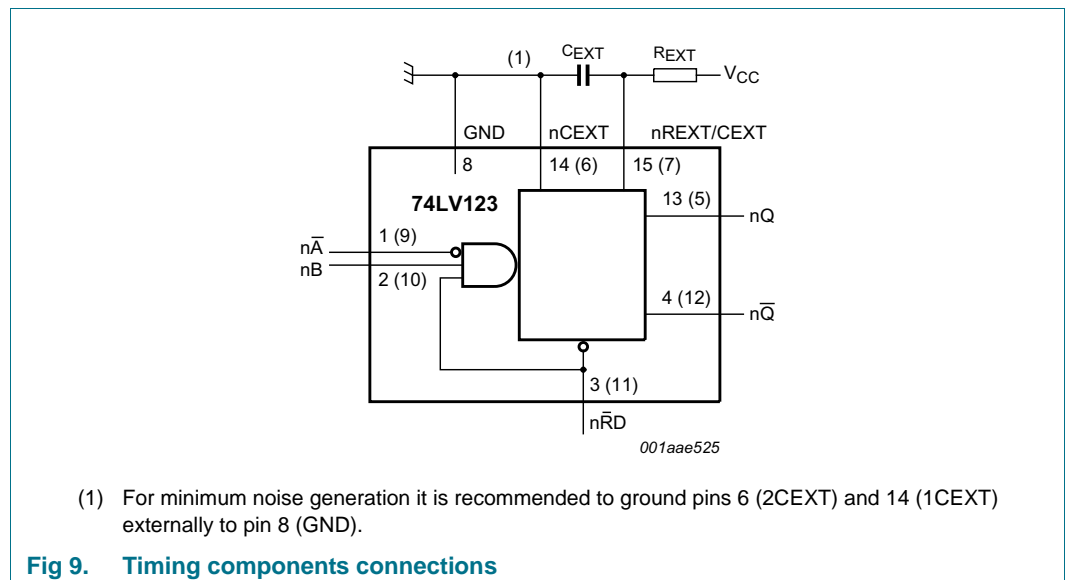 (1) CEXT REXT
VCC
GND nCEXT nREXT/CEXT
8 14 (6) 15 (7)
74LV123
13 (5)
nQ
1 (9)
nA̅
nB
2 (10)
4 (12)
nQ̅
3 (11)
nR̅D
001aae525
(1) For minimum noise generation it is recommended to ground pins 6 (2CEXT) and 14 (1CEXT)
externally to pin 8 (GND).
Fig 9. Timing components connections